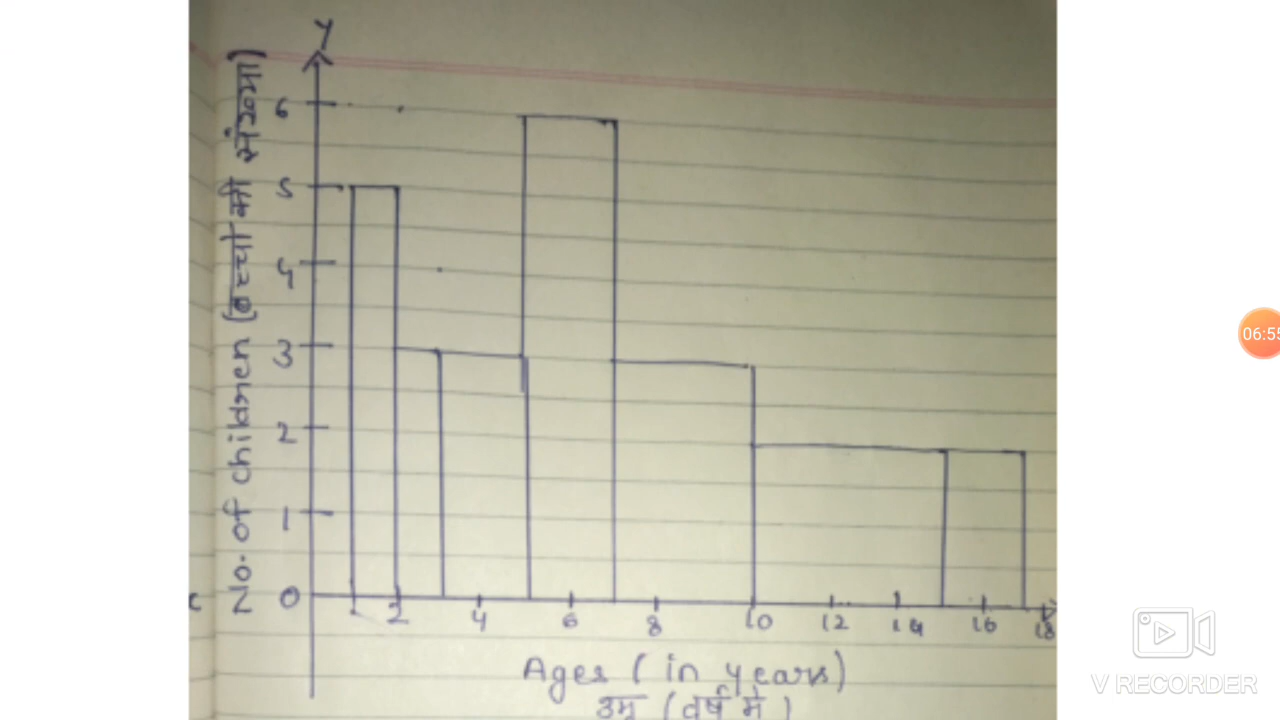 Y
No. of children (बच्चों की संख्या)
6
5
4
3
2
1
0
2 4 6 8 10 12 14 16 18
Ages (in years)
उम्र (वर्ष में)
06:55
V RECORDER